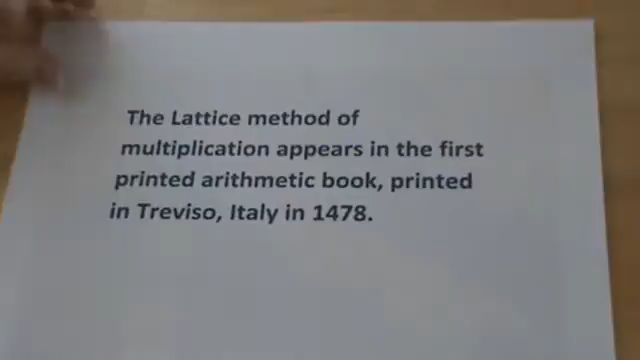 The Lattice method of
multiplication appears in the first
printed arithmetic book, printed
in Treviso, Italy in 1478.